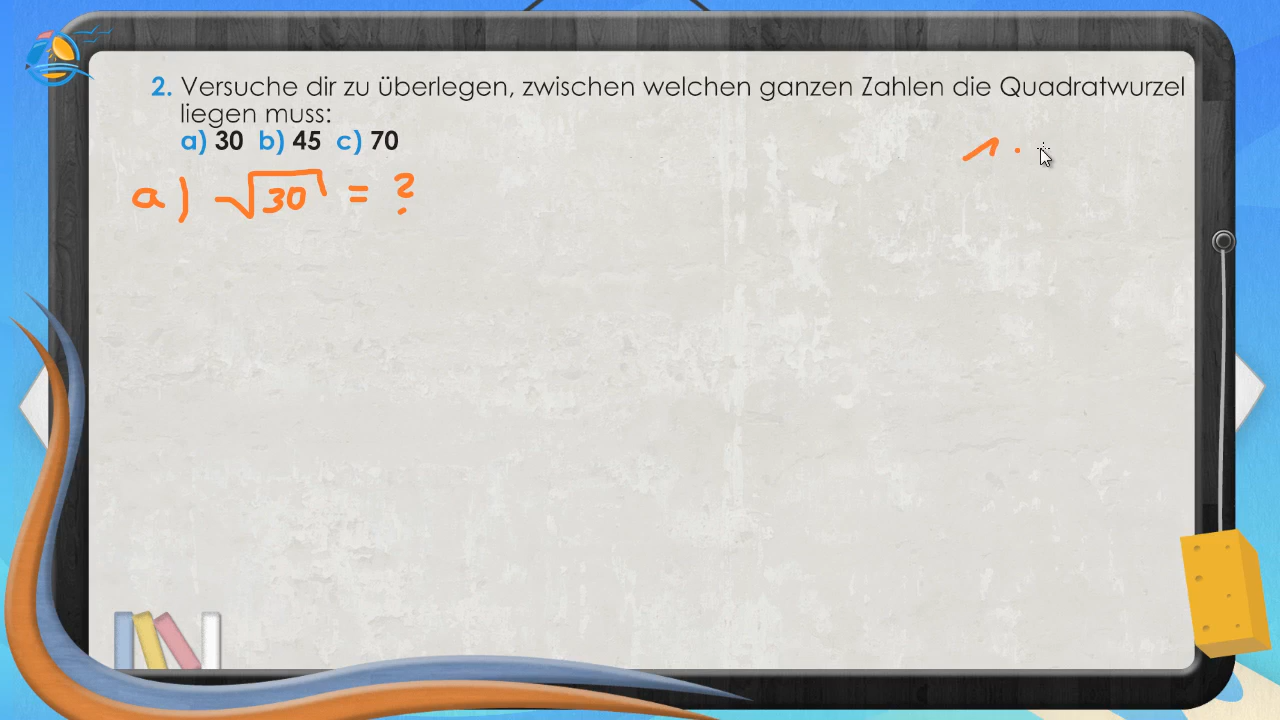 2. Versuche dir zu überlegen, zwischen welchen ganzen Zahlen die Quadratwurzel
liegen muss:
a) 30 b) 45 c) 70
1 ·
a) √30 = ?